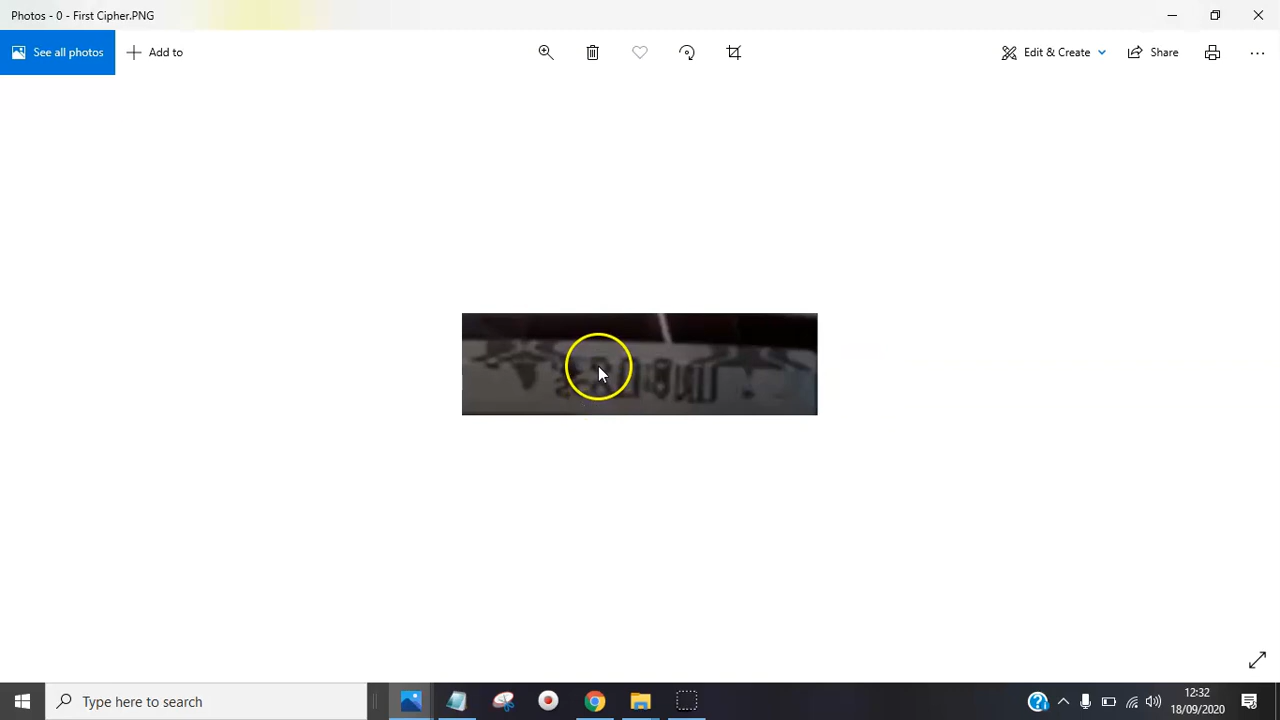 Photos - 0 - First Cipher.PNG
See all photos
Add to
Edit & Create
Share
Type here to search
12:32
18/09/2020